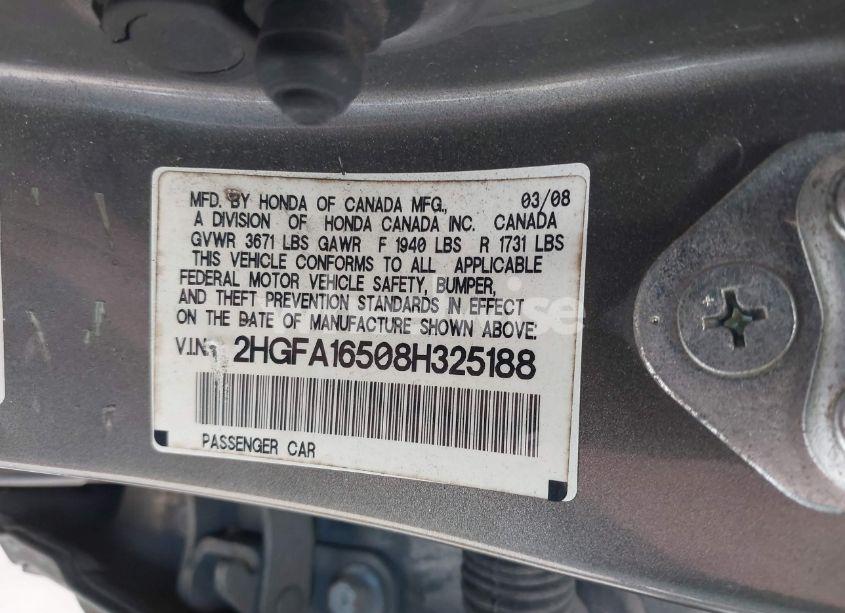 MFD. BY HONDA OF CANADA MFG., 03/08
A DIVISION OF HONDA CANADA INC. CANADA
GVWR 3671 LBS GAWR F 1940 LBS R 1731 LBS
THIS VEHICLE CONFORMS TO ALL APPLICABLE
FEDERAL MOTOR VEHICLE SAFETY, BUMPER,
AND THEFT PREVENTION STANDARDS IN EFFECT
ON THE DATE OF MANUFACTURE SHOWN ABOVE.
V.I.N.: 2HGFA16508H325188
PASSENGER CAR